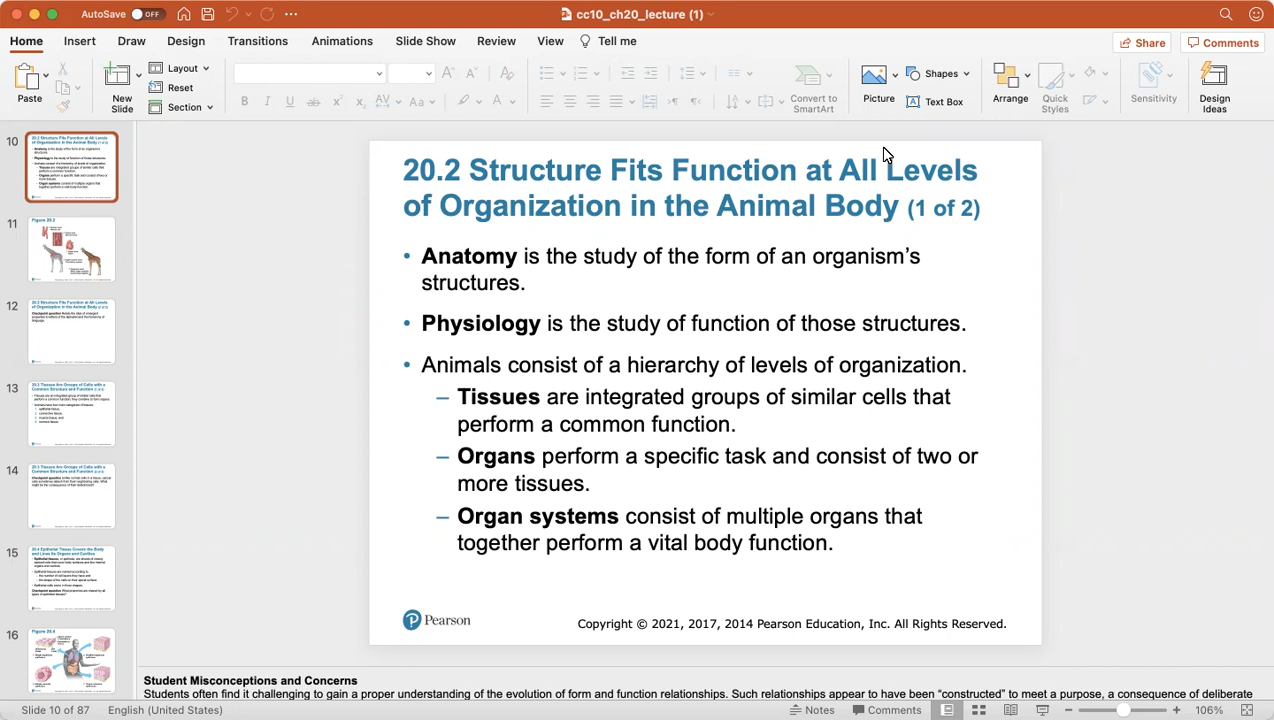 AutoSave OFF
cc10_ch20_lecture (1)
Home Insert Draw Design Transitions Animations Slide Show Review View Tell me
Share Comments
Paste
New Slide
Layout
Reset
Section
Convert to SmartArt
Picture
Shapes
Text Box
Arrange
Quick Styles
Sensitivity
Design Ideas
10
11
12
13
14
15
16
20.2 Structure Fits Function at All Levels
of Organization in the Animal Body (1 of 2)
• Anatomy is the study of the form of an organism’s
structures.
• Physiology is the study of function of those structures.
• Animals consist of a hierarchy of levels of organization.
– Tissues are integrated groups of similar cells that
perform a common function.
– Organs perform a specific task and consist of two or
more tissues.
– Organ systems consist of multiple organs that
together perform a vital body function.
Pearson
Copyright © 2021, 2017, 2014 Pearson Education, Inc. All Rights Reserved.
Student Misconceptions and Concerns
Students often find it challenging to gain a proper understanding of the evolution of form and function relationships. Such relationships appear to have been “constructed” to meet a purpose, a consequence of deliberate
Slide 10 of 87 English (United States)
Notes Comments 106%